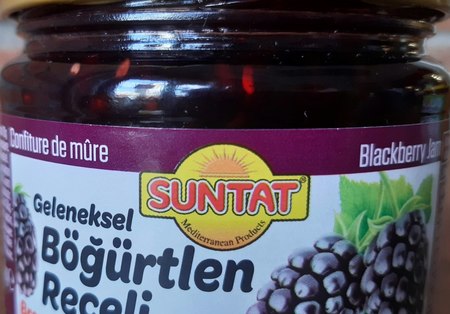 Confiture de mûre
Blackberry Jam
SUNTAT®
Mediterranean Products
Geleneksel
Böğürtlen
Reçeli